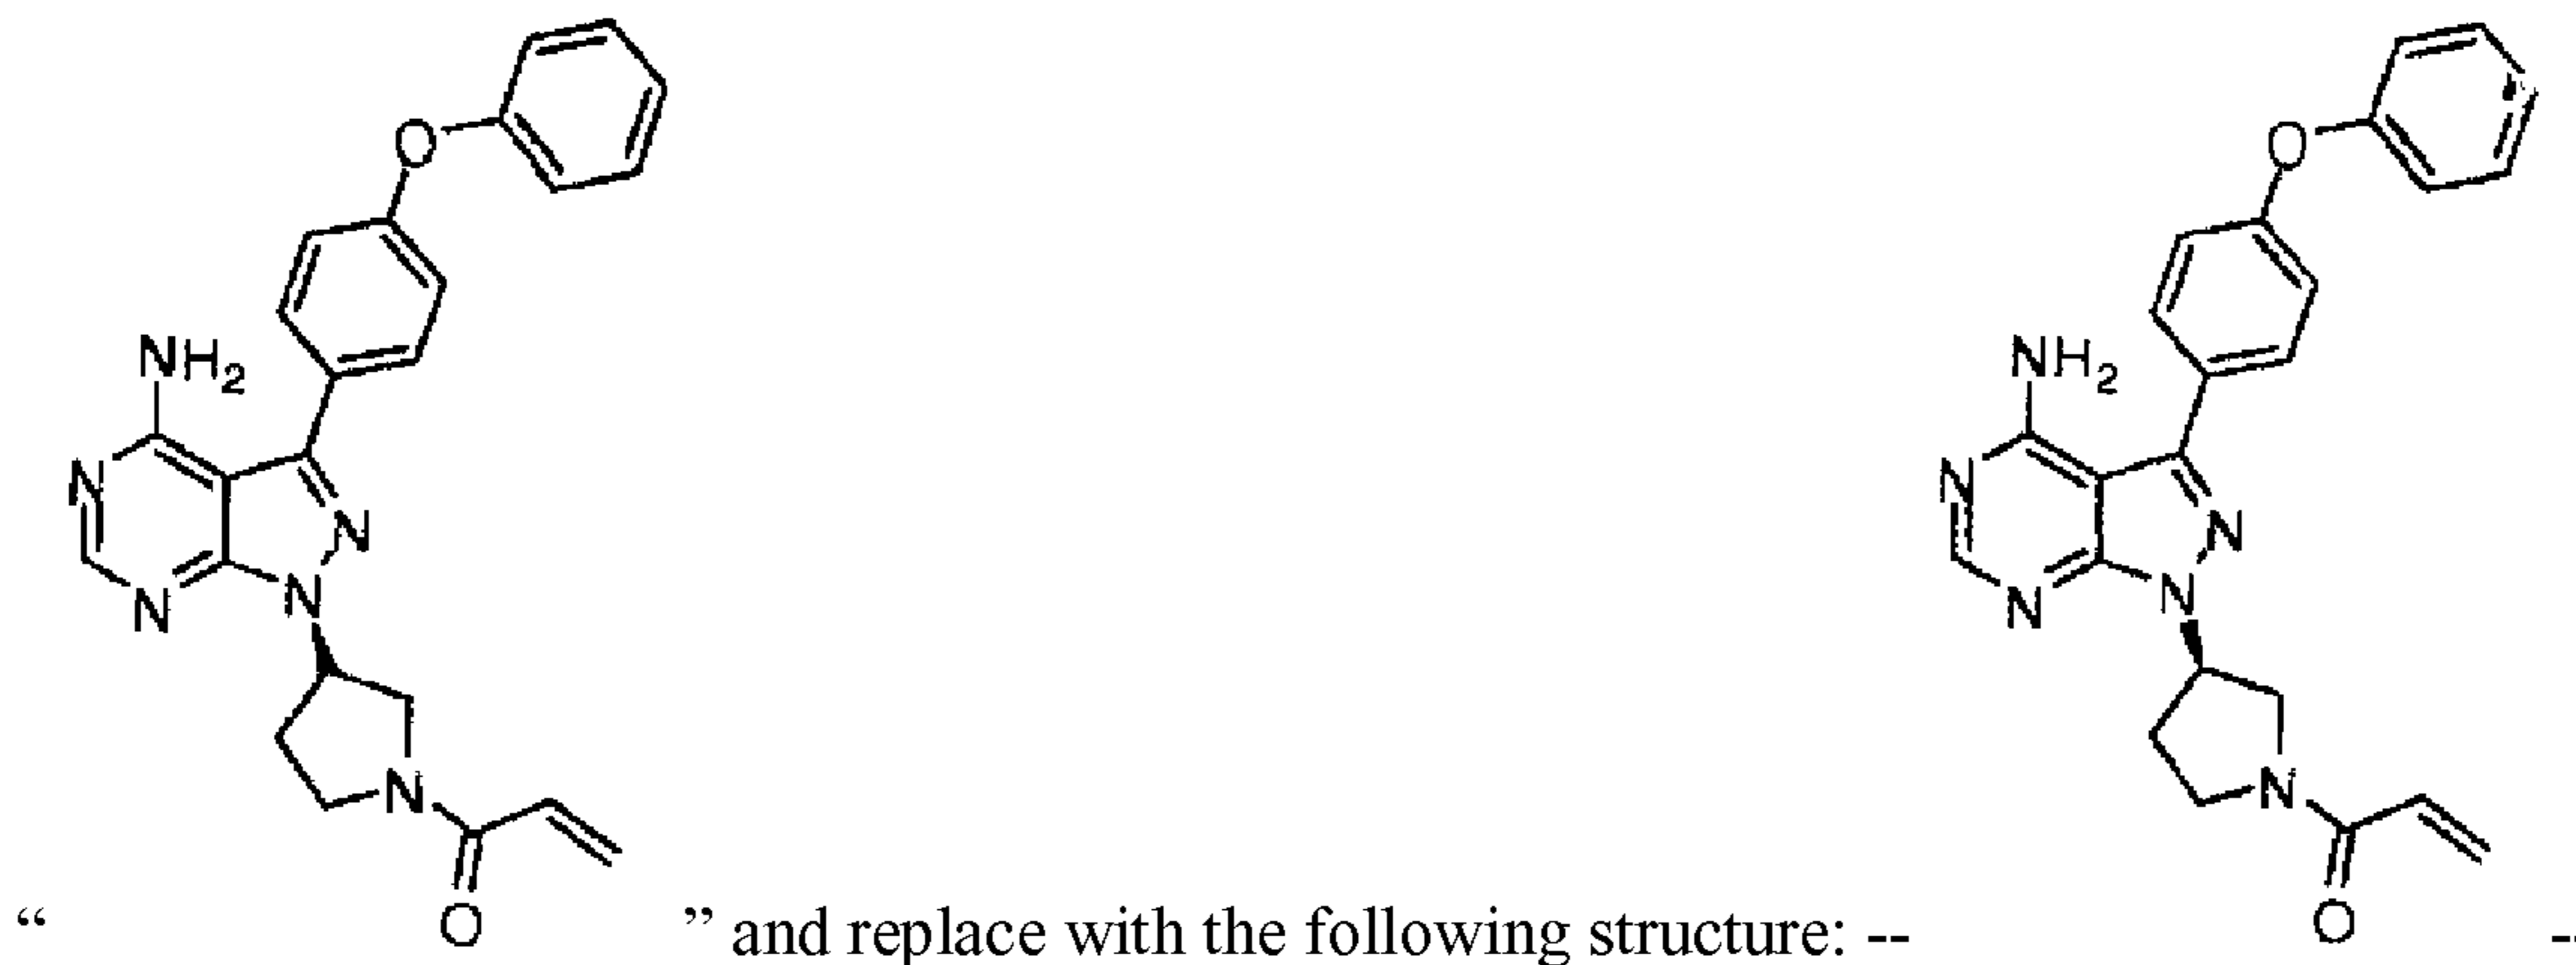 O
O
NH2
NH2
N
N
N
N
N
N
N
N
N
N
“ O ” and replace with the following structure: -- O --